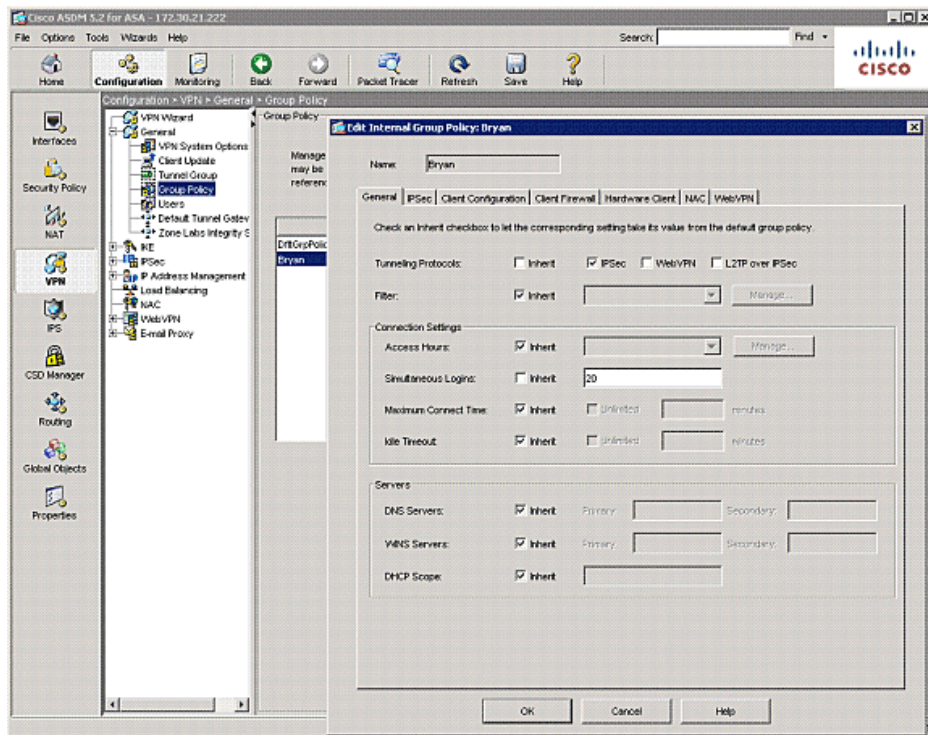 Cisco ASDM 5.2 for ASA - 172.30.21.222
File Options Tools Wizards Help
Search: Find
Home Configuration Monitoring Back Forward Packet Tracer Refresh Save Help
CISCO
Configuration > VPN > General > Group Policy
Interfaces
Security Policy
NAT
VPN
IPS
CSD Manager
Routing
Global Objects
Properties
VPN Wizard
General
VPN System Options
Client Update
Tunnel Group
Group Policy
Users
Default Tunnel Gatew
Zone Labs Integrity S
IKE
IPSec
IP Address Management
Load Balancing
NAC
WebVPN
E-mail Proxy
Group Policy
Manage
may be
referenc
DfltGrpPolic
Bryan
Edit Internal Group Policy: Bryan
Name: Bryan
General IPSec Client Configuration Client Firewall Hardware Client NAC WebVPN
Check an Inherit checkbox to let the corresponding setting take its value from the default group policy.
Tunneling Protocols: Inherit IPSec WebVPN L2TP over IPSec
Filter: Inherit Manage...
Connection Settings
Access Hours: Inherit Manage...
Simultaneous Logins: Inherit 20
Maximum Connect Time: Inherit Unlimited minutes
Idle Timeout: Inherit Unlimited minutes
Servers
DNS Servers: Inherit Primary: Secondary:
WINS Servers: Inherit Primary: Secondary:
DHCP Scope: Inherit
OK Cancel Help